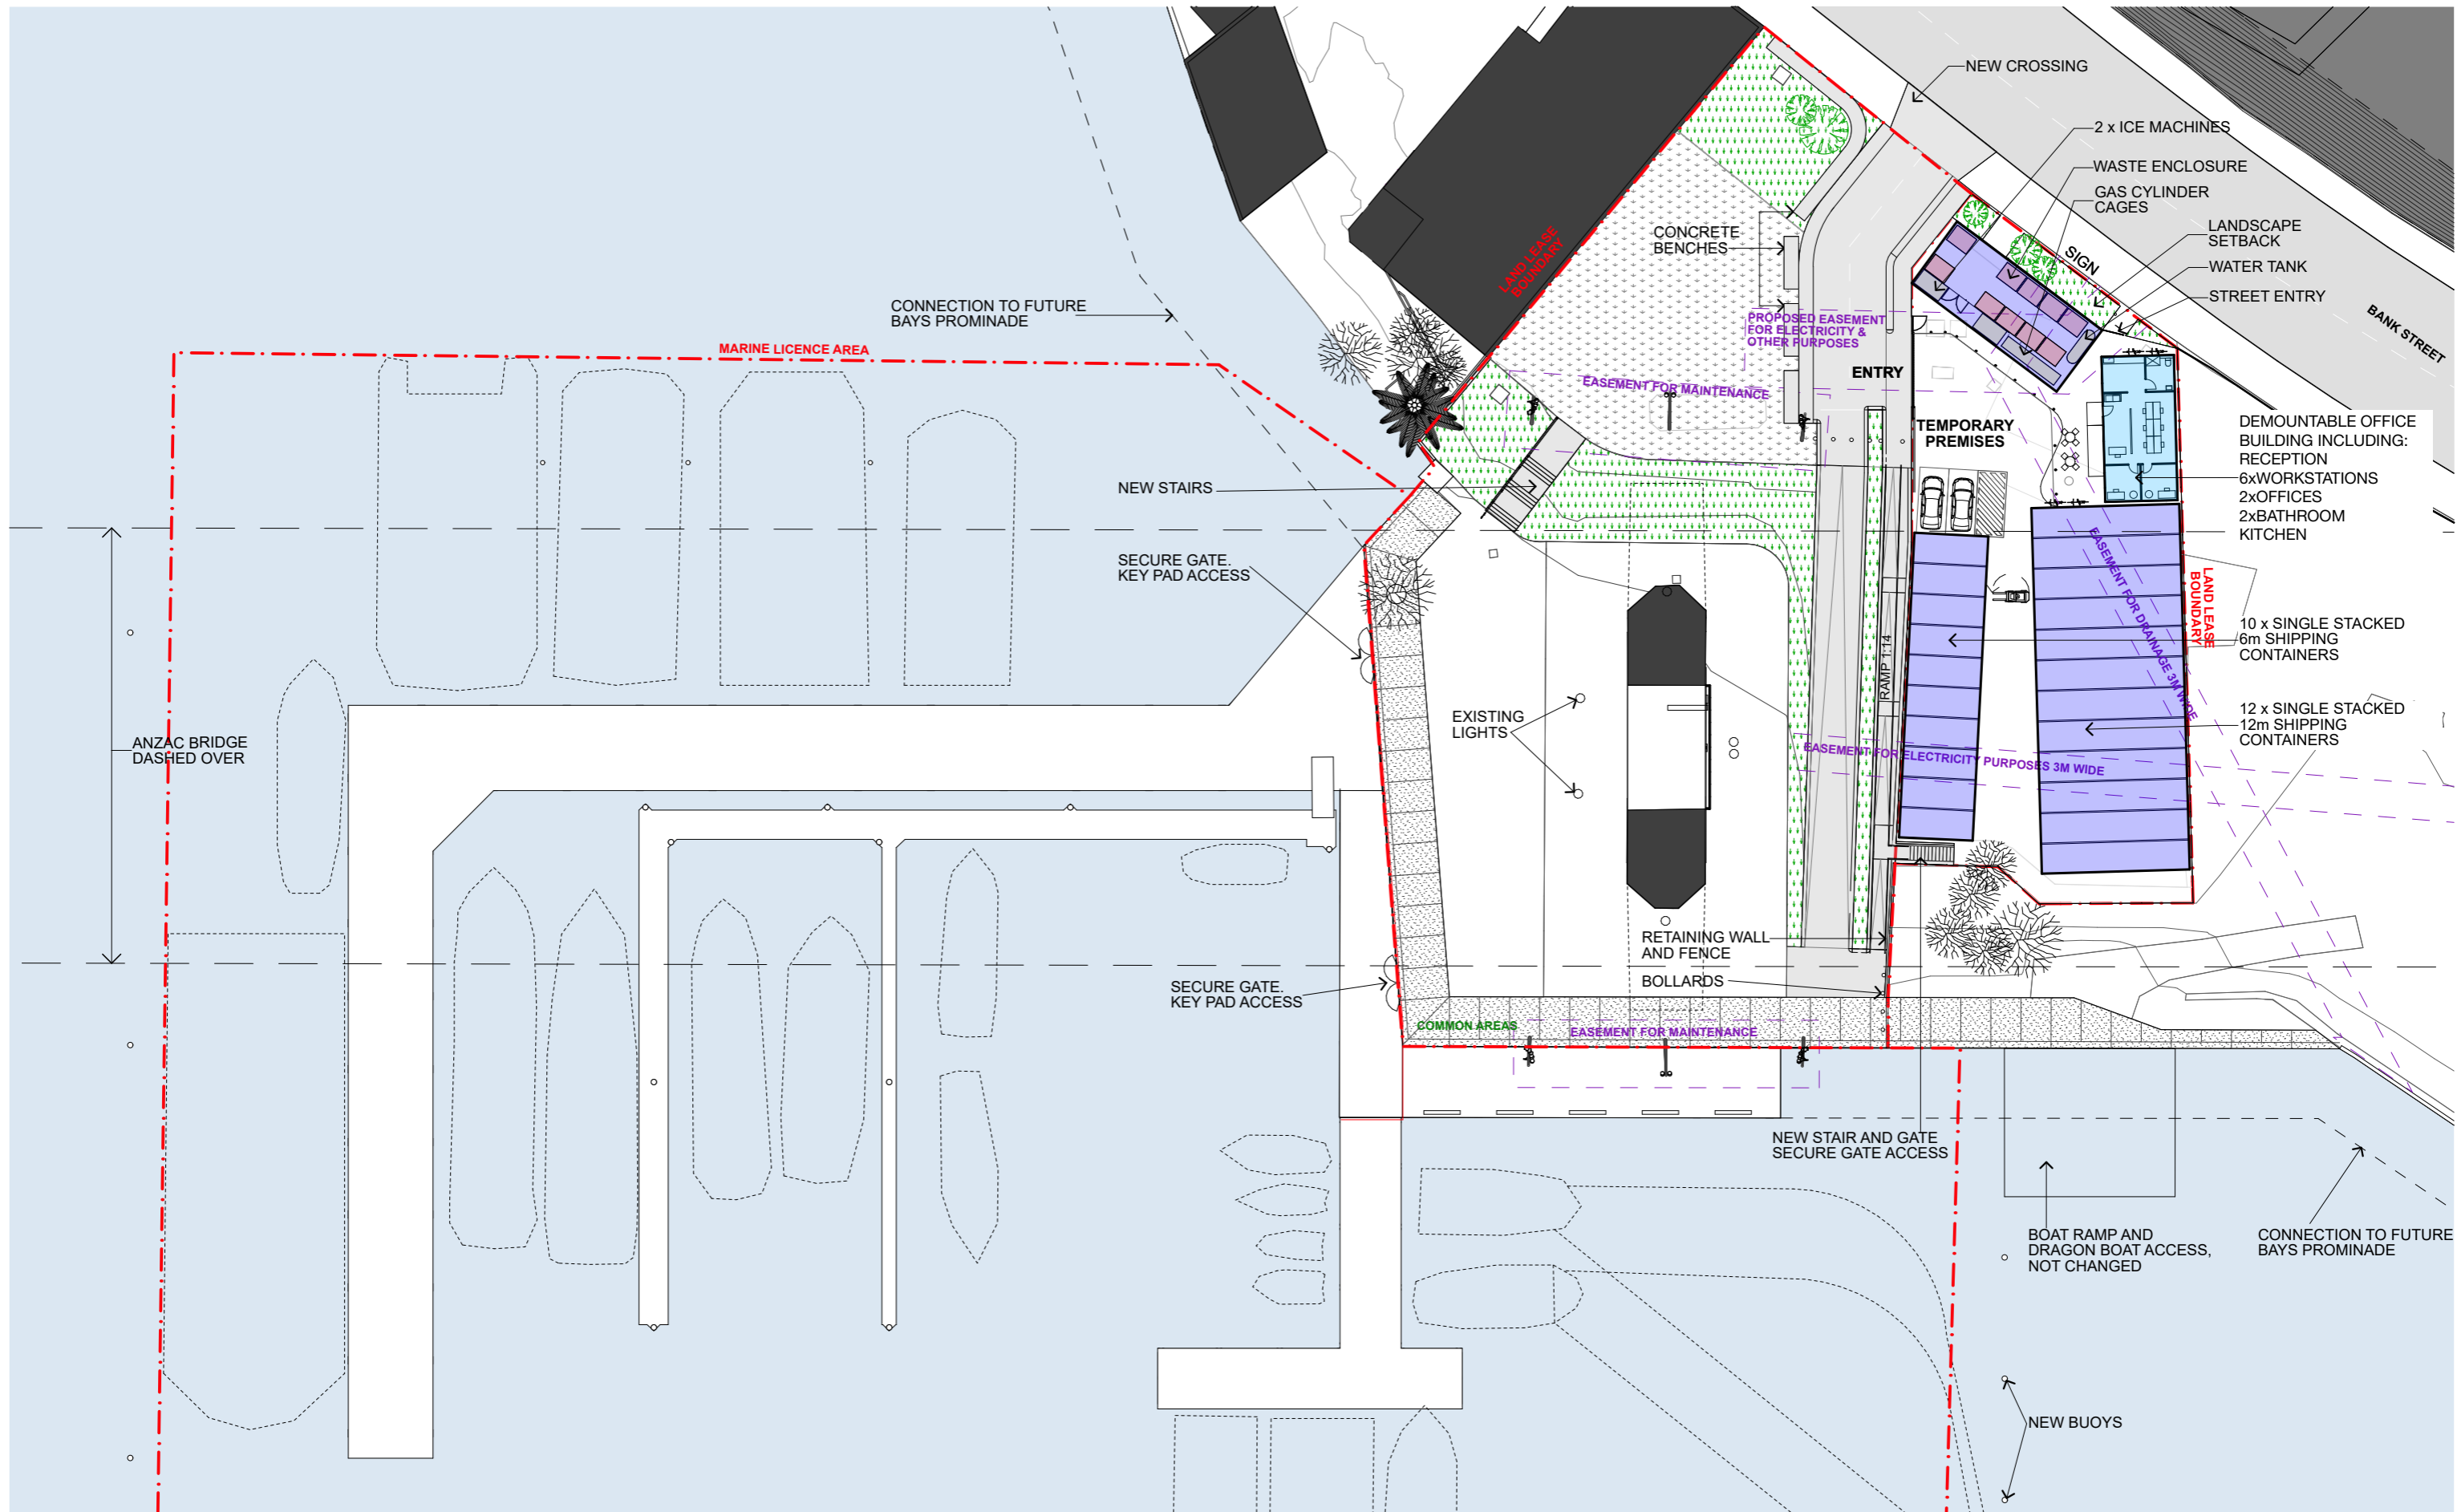 NEW CROSSING
2 x ICE MACHINES
WASTE ENCLOSURE
GAS CYLINDER
CAGES
LANDSCAPE
SETBACK
SIGN
WATER TANK
STREET ENTRY
BANK STREET
CONCRETE
BENCHES
LAND LEASE
BOUNDARY
CONNECTION TO FUTURE
BAYS PROMINADE
MARINE LICENCE AREA
PROPOSED EASEMENT
FOR ELECTRICITY &
OTHER PURPOSES
EASEMENT FOR MAINTENANCE
ENTRY
TEMPORARY
PREMISES
DEMOUNTABLE OFFICE
BUILDING INCLUDING:
RECEPTION
6xWORKSTATIONS
2xOFFICES
2xBATHROOM
KITCHEN
NEW STAIRS
SECURE GATE.
KEY PAD ACCESS
EASEMENT FOR DRAINAGE 3M WIDE
LAND LEASE
BOUNDARY
10 x SINGLE STACKED
6m SHIPPING
CONTAINERS
RAMP 1:14
12 x SINGLE STACKED
12m SHIPPING
CONTAINERS
EXISTING
LIGHTS
ANZAC BRIDGE
DASHED OVER
EASEMENT FOR ELECTRICITY PURPOSES 3M WIDE
RETAINING WALL
AND FENCE
BOLLARDS
SECURE GATE.
KEY PAD ACCESS
COMMON AREAS
EASEMENT FOR MAINTENANCE
NEW STAIR AND GATE
SECURE GATE ACCESS
BOAT RAMP AND
DRAGON BOAT ACCESS,
NOT CHANGED
CONNECTION TO FUTURE
BAYS PROMINADE
NEW BUOYS